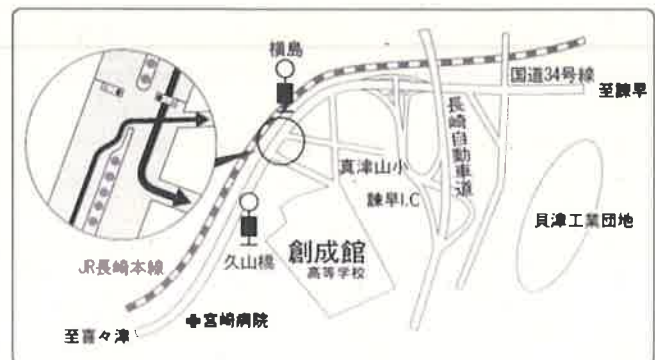 横島
国道34号線
至諫早
長崎自動車道
真津山小
諫早I.C
貝津工業団地
創成館
高等学校
久山橋
JR長崎本線
宮崎病院
至喜々津